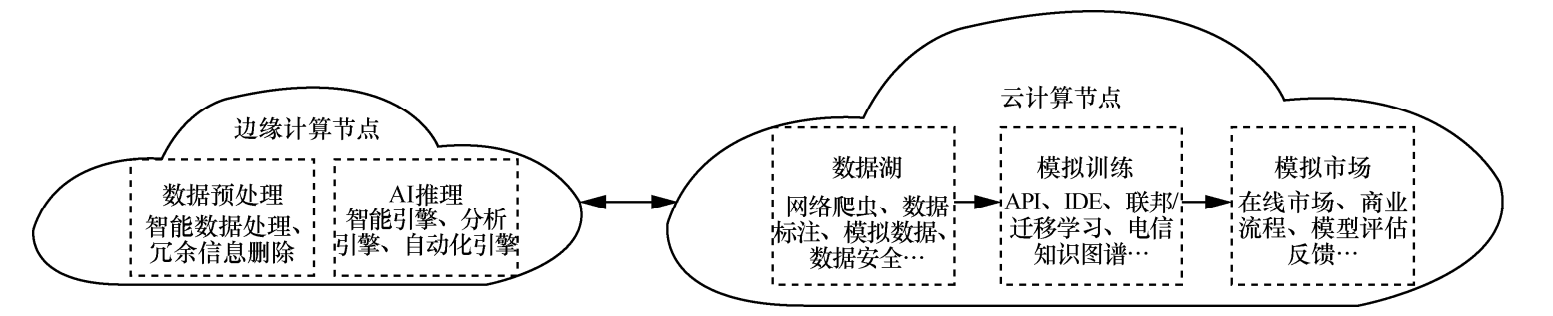 边缘计算节点
数据预处理
智能数据处理、
冗余信息删除
AI推理
智能引擎、分析
引擎、自动化引擎
云计算节点
数据湖
网络爬虫、数据
标注、模拟数据、
数据安全…
模拟训练
API、IDE、联邦/
迁移学习、电信
知识图谱…
模拟市场
在线市场、商业
流程、模型评估
反馈…